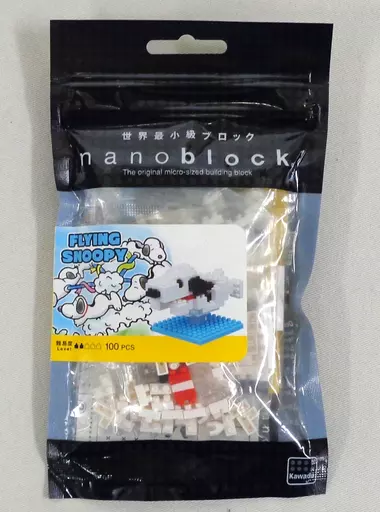 世界最小級ブロック
nanoblock
The original micro-sized building block
FLYING
SNOOPY
難易度
Level
100 PCS
Kawada